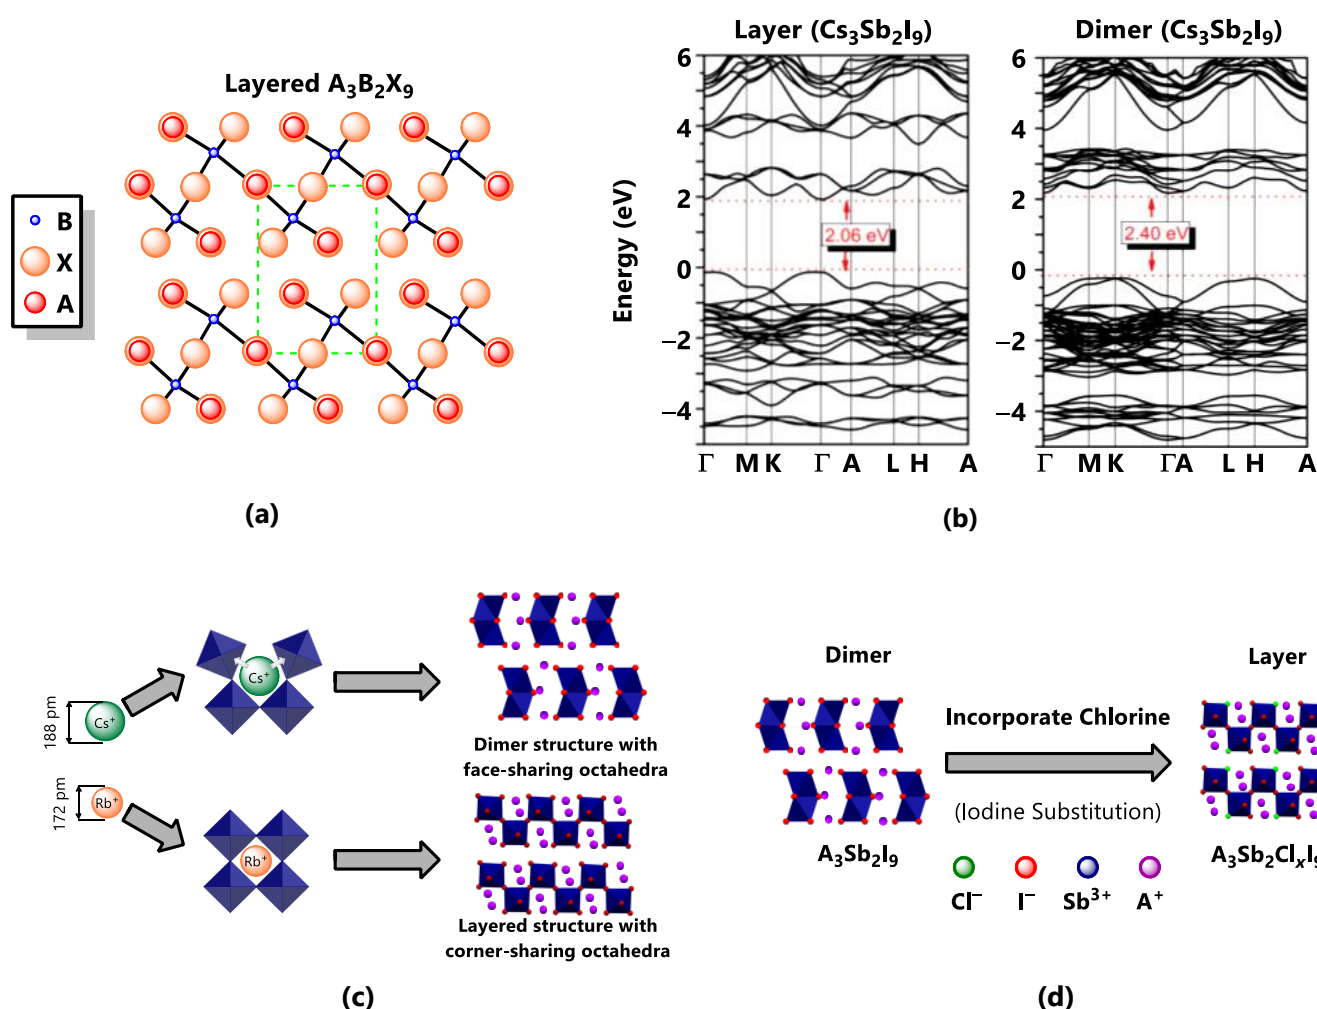 Layered A₃B₂X₉
B
X
A
(a)
Layer (Cs₃Sb₂I₉)
Dimer (Cs₃Sb₂I₉)
Energy (eV)
6
4
2
0
−2
−4
2.06 eV
Γ M K Γ A L H A
6
4
2
0
−2
−4
2.40 eV
Γ M K Γ A L H A
(b)
188 pm
Cs⁺
Cs⁺
Dimer structure with
face-sharing octahedra
172 pm
Rb⁺
Rb⁺
Layered structure with
corner-sharing octahedra
(c)
Dimer
Layer
Incorporate Chlorine
(Iodine Substitution)
A₃Sb₂I₉
A₃Sb₂ClₓI₉
Cl⁻
I⁻
Sb³⁺
A⁺
(d)